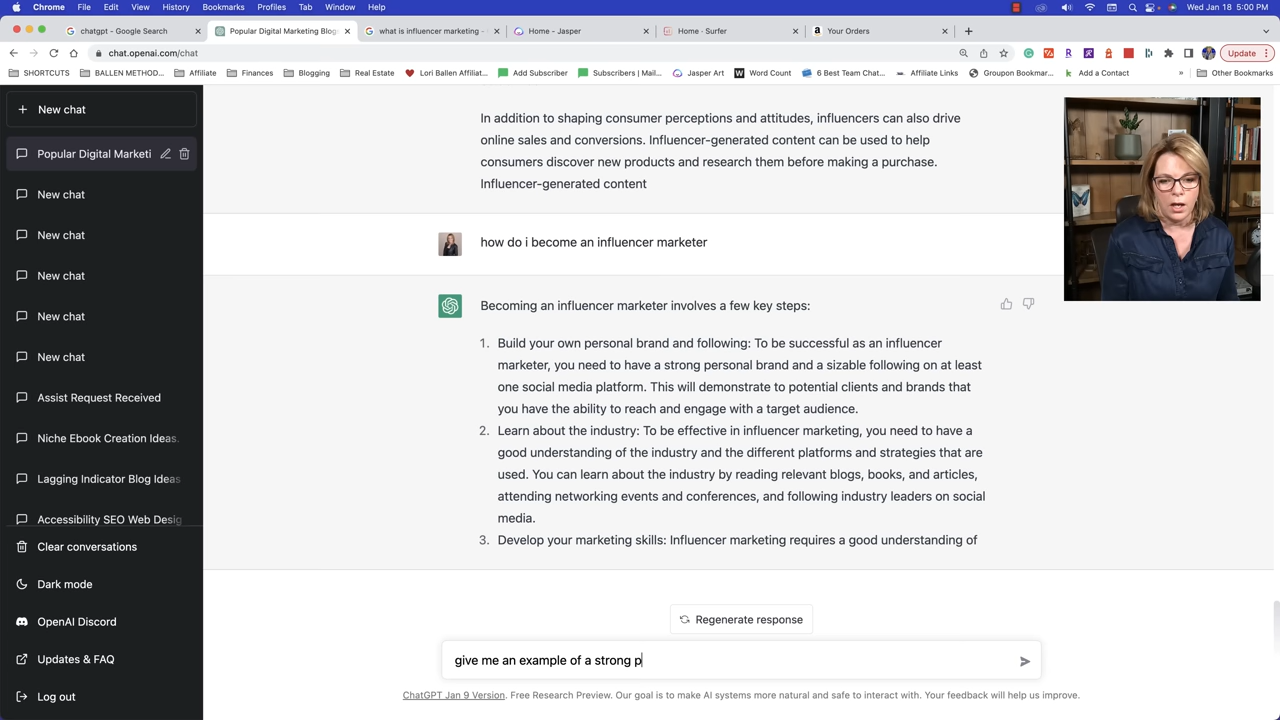 Chrome File Edit View History Bookmarks Profiles Tab Window Help Wed Jan 18 5:00 PM
chatgpt - Google Search Popular Digital Marketing Blog what is influencer marketing - Home - Jasper Home · Surfer Your Orders
chat.openai.com/chat Update
SHORTCUTS BALLEN METHOD... Affiliate Finances Blogging Real Estate Lori Ballen Affiliat... Add Subscriber Subscribers | Mail... Jasper Art Word Count 6 Best Team Chat... Affiliate Links Groupon Bookmar... Add a Contact » Other Bookmarks
New chat
Popular Digital Marketi
New chat
New chat
New chat
New chat
New chat
Assist Request Received
Niche Ebook Creation Ideas.
Lagging Indicator Blog Ideas
Accessibility SEO Web Desig
Clear conversations
Dark mode
OpenAI Discord
Updates & FAQ
Log out
In addition to shaping consumer perceptions and attitudes, influencers can also drive
online sales and conversions. Influencer-generated content can be used to help
consumers discover new products and research them before making a purchase.
Influencer-generated content
how do i become an influencer marketer
Becoming an influencer marketer involves a few key steps:
1. Build your own personal brand and following: To be successful as an influencer
marketer, you need to have a strong personal brand and a sizable following on at least
one social media platform. This will demonstrate to potential clients and brands that
you have the ability to reach and engage with a target audience.
2. Learn about the industry: To be effective in influencer marketing, you need to have a
good understanding of the industry and the different platforms and strategies that are
used. You can learn about the industry by reading relevant blogs, books, and articles,
attending networking events and conferences, and following industry leaders on social
media.
3. Develop your marketing skills: Influencer marketing requires a good understanding of
Regenerate response
give me an example of a strong p
ChatGPT Jan 9 Version. Free Research Preview. Our goal is to make AI systems more natural and safe to interact with. Your feedback will help us improve.